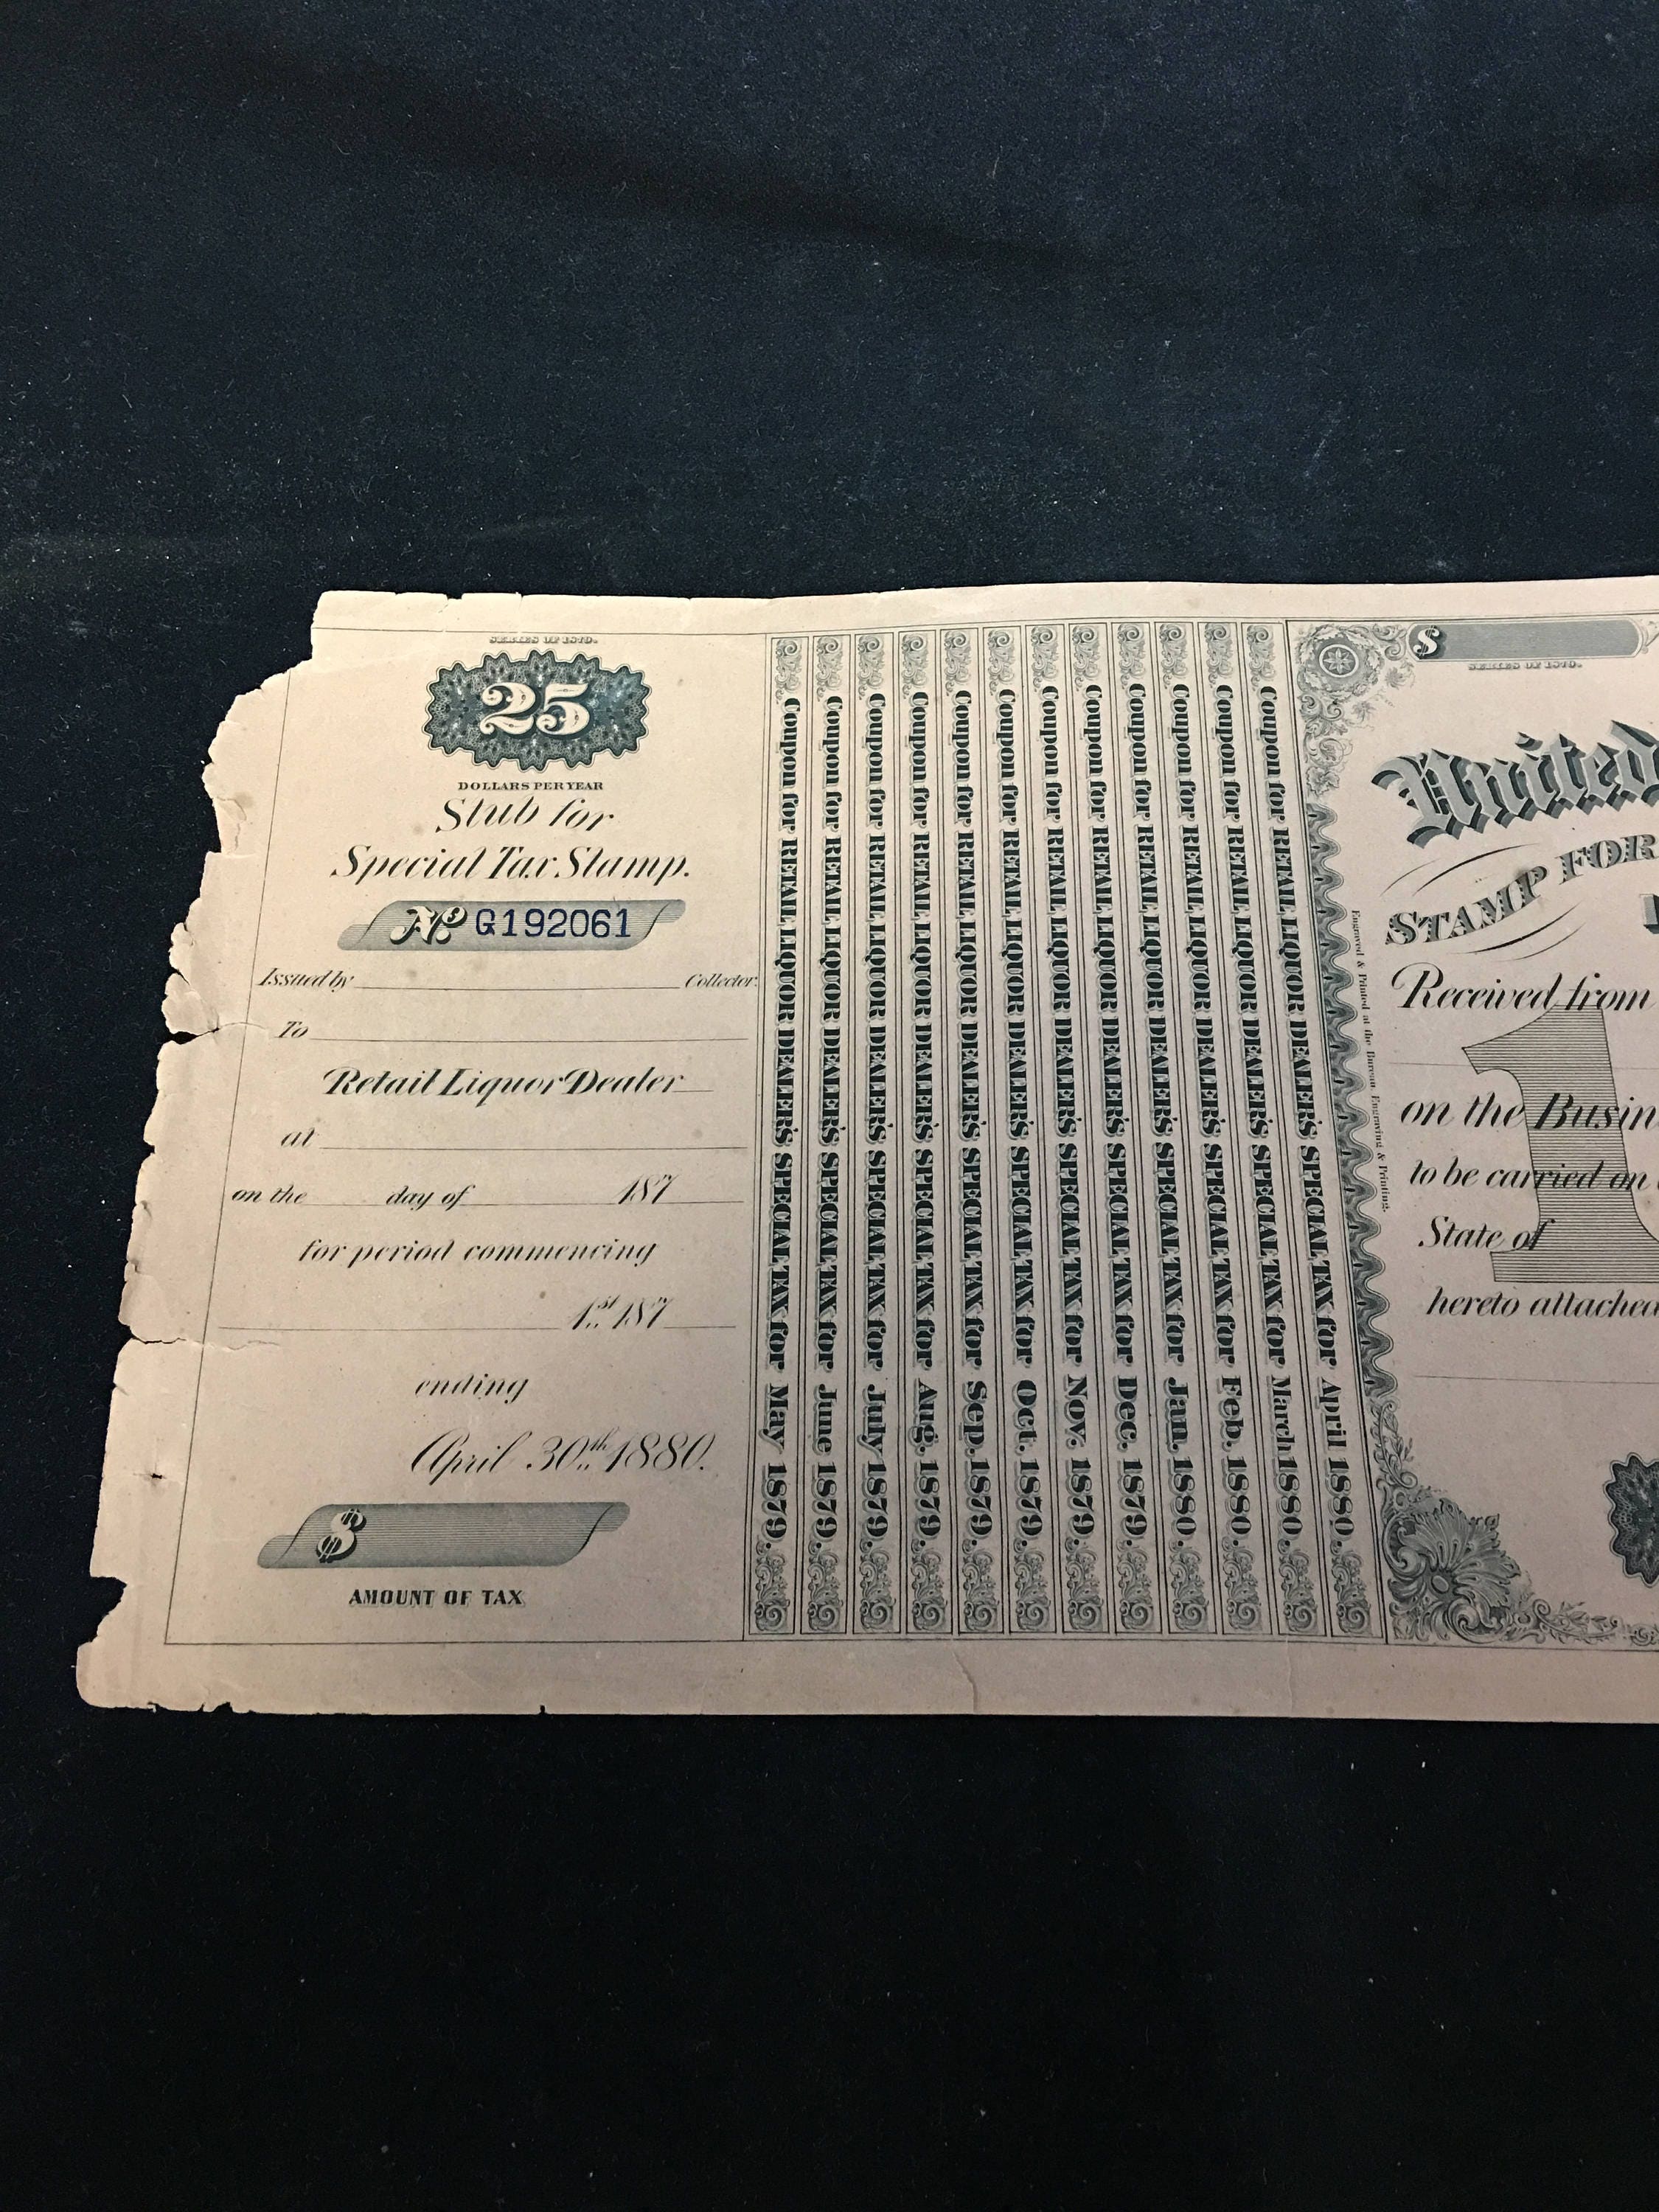 SERIES OF 1879.
25
DOLLARS PER YEAR
Stub for
Special Tax Stamp.
No. G192061
Issued by Collector.
To
Retail Liquor Dealer
at
on the day of 187
for period commencing
1st 187
ending
April 30th 1880.
$
AMOUNT OF TAX
Coupon for RETAIL LIQUOR DEALER'S SPECIAL TAX for May 1879.
Coupon for RETAIL LIQUOR DEALER'S SPECIAL TAX for June 1879.
Coupon for RETAIL LIQUOR DEALER'S SPECIAL TAX for July 1879.
Coupon for RETAIL LIQUOR DEALER'S SPECIAL TAX for Aug. 1879.
Coupon for RETAIL LIQUOR DEALER'S SPECIAL TAX for Sep. 1879.
Coupon for RETAIL LIQUOR DEALER'S SPECIAL TAX for Oct. 1879.
Coupon for RETAIL LIQUOR DEALER'S SPECIAL TAX for Nov. 1879.
Coupon for RETAIL LIQUOR DEALER'S SPECIAL TAX for Dec. 1879.
Coupon for RETAIL LIQUOR DEALER'S SPECIAL TAX for Jan. 1880.
Coupon for RETAIL LIQUOR DEALER'S SPECIAL TAX for Feb. 1880.
Coupon for RETAIL LIQUOR DEALER'S SPECIAL TAX for March 1880.
Coupon for RETAIL LIQUOR DEALER'S SPECIAL TAX for April 1880.
Engraved & Printed at the Bureau Engraving & Printing.
$
SERIES OF 1879.
United
STAMP FOR
Received from
1
on the Busin
to be carried on
State of
hereto attached